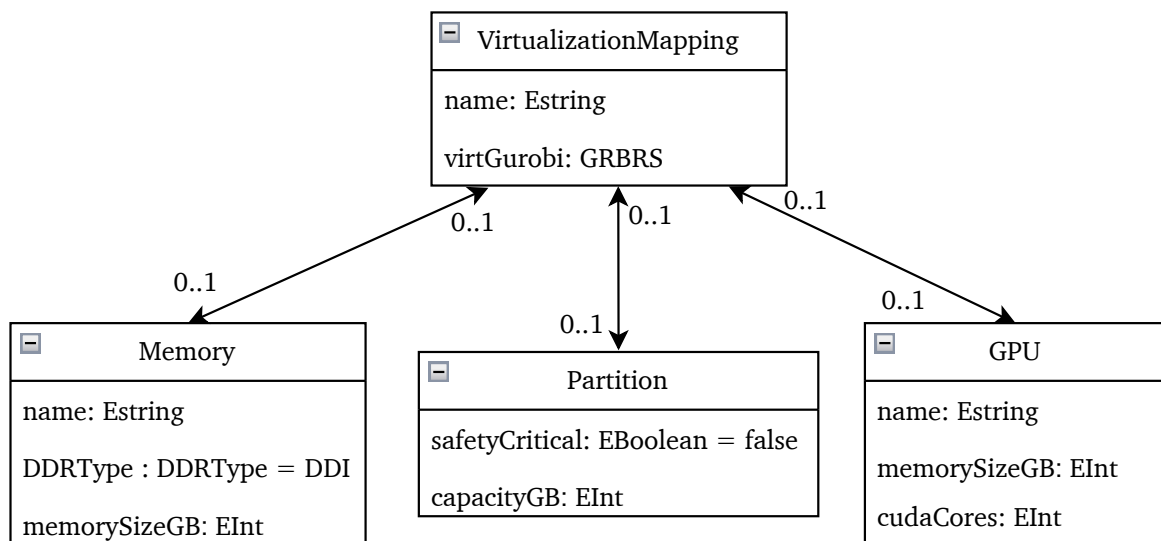 VirtualizationMapping
name: Estring
virtGurobi: GRBRS
0..1
0..1
0..1
0..1
0..1
0..1
Memory
name: Estring
DDRType : DDRType = DDI
memorySizeGB: EInt
Partition
safetyCritical: EBoolean = false
capacityGB: EInt
GPU
name: Estring
memorySizeGB: EInt
cudaCores: EInt